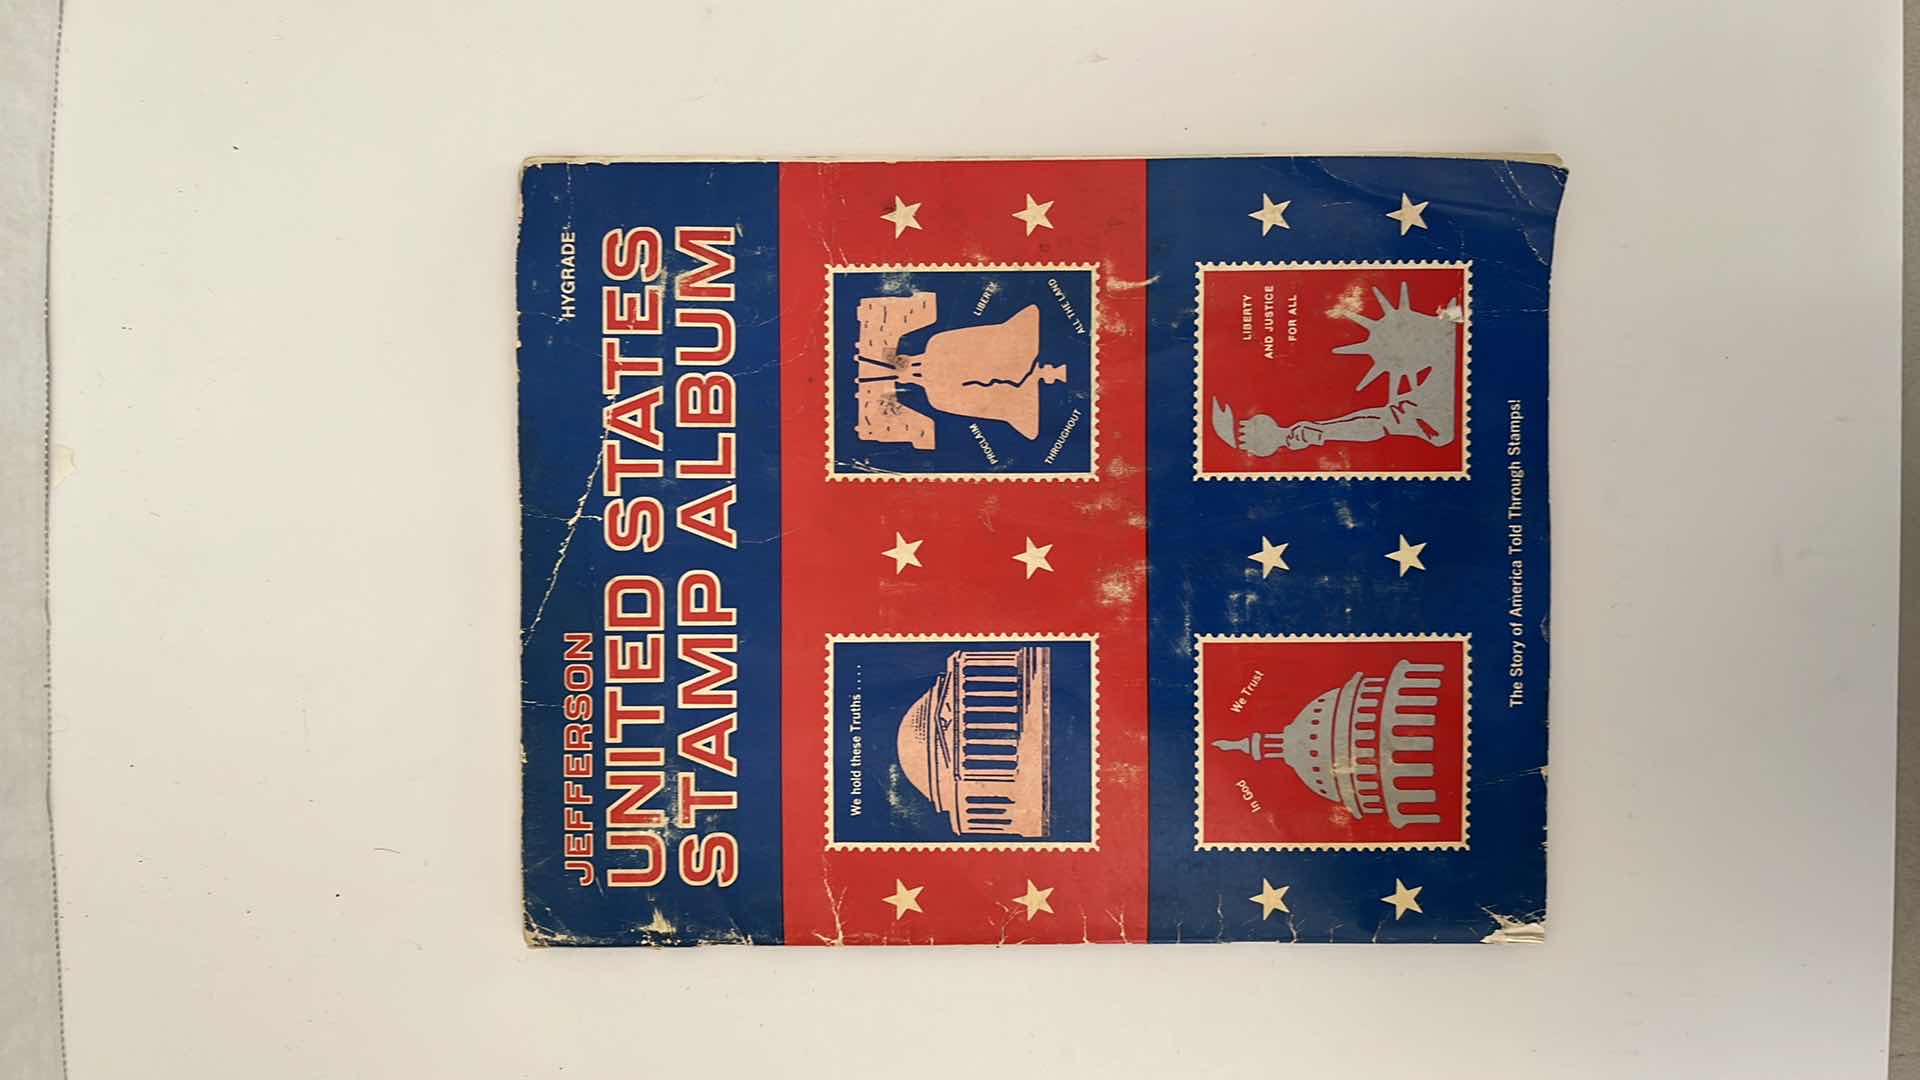 HYGRADE
JEFFERSON
UNITED STATES
STAMP ALBUM
We hold these Truths....
PROCLAIM LIBERTY
THROUGHOUT ALL THE LAND
In God We Trust
LIBERTY
AND JUSTICE
FOR ALL
The Story of America Told Through Stamps!